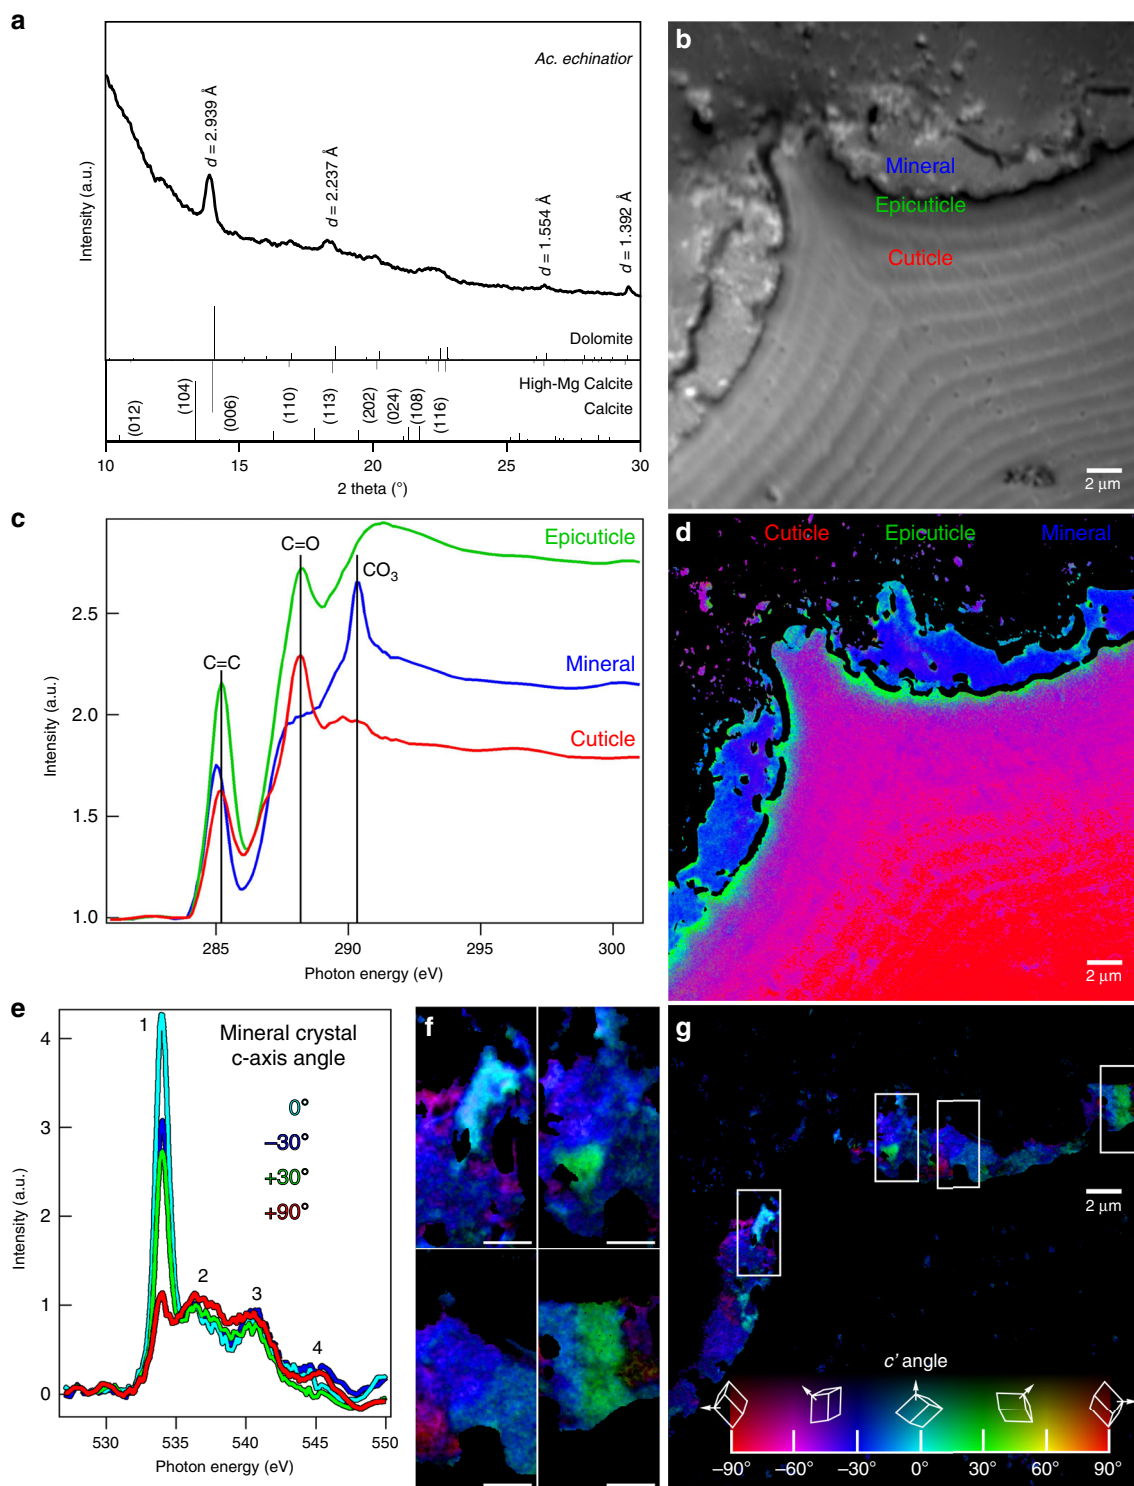 a
Ac. echinatior
d = 2.939 Å
d = 2.237 Å
d = 1.554 Å
d = 1.392 Å
Intensity (a.u.)
Dolomite
High-Mg Calcite
Calcite
(012)
(104)
(006)
(110)
(113)
(202)
(024)
(108)
(116)
10
15
20
25
30
2 theta (°)
b
Mineral
Epicuticle
Cuticle
2 μm
c
C=C
C=O
CO3
Epicuticle
Mineral
Cuticle
Intensity (a.u.)
2.5
2.0
1.5
1.0
285
290
295
300
Photon energy (eV)
d
Cuticle
Epicuticle
Mineral
2 μm
e
Mineral crystal
c-axis angle
0°
−30°
+30°
+90°
1
2
3
4
Intensity (a.u.)
4
3
2
1
0
530
535
540
545
550
Photon energy (eV)
f
g
2 μm
c' angle
−90°
−60°
−30°
0°
30°
60°
90°